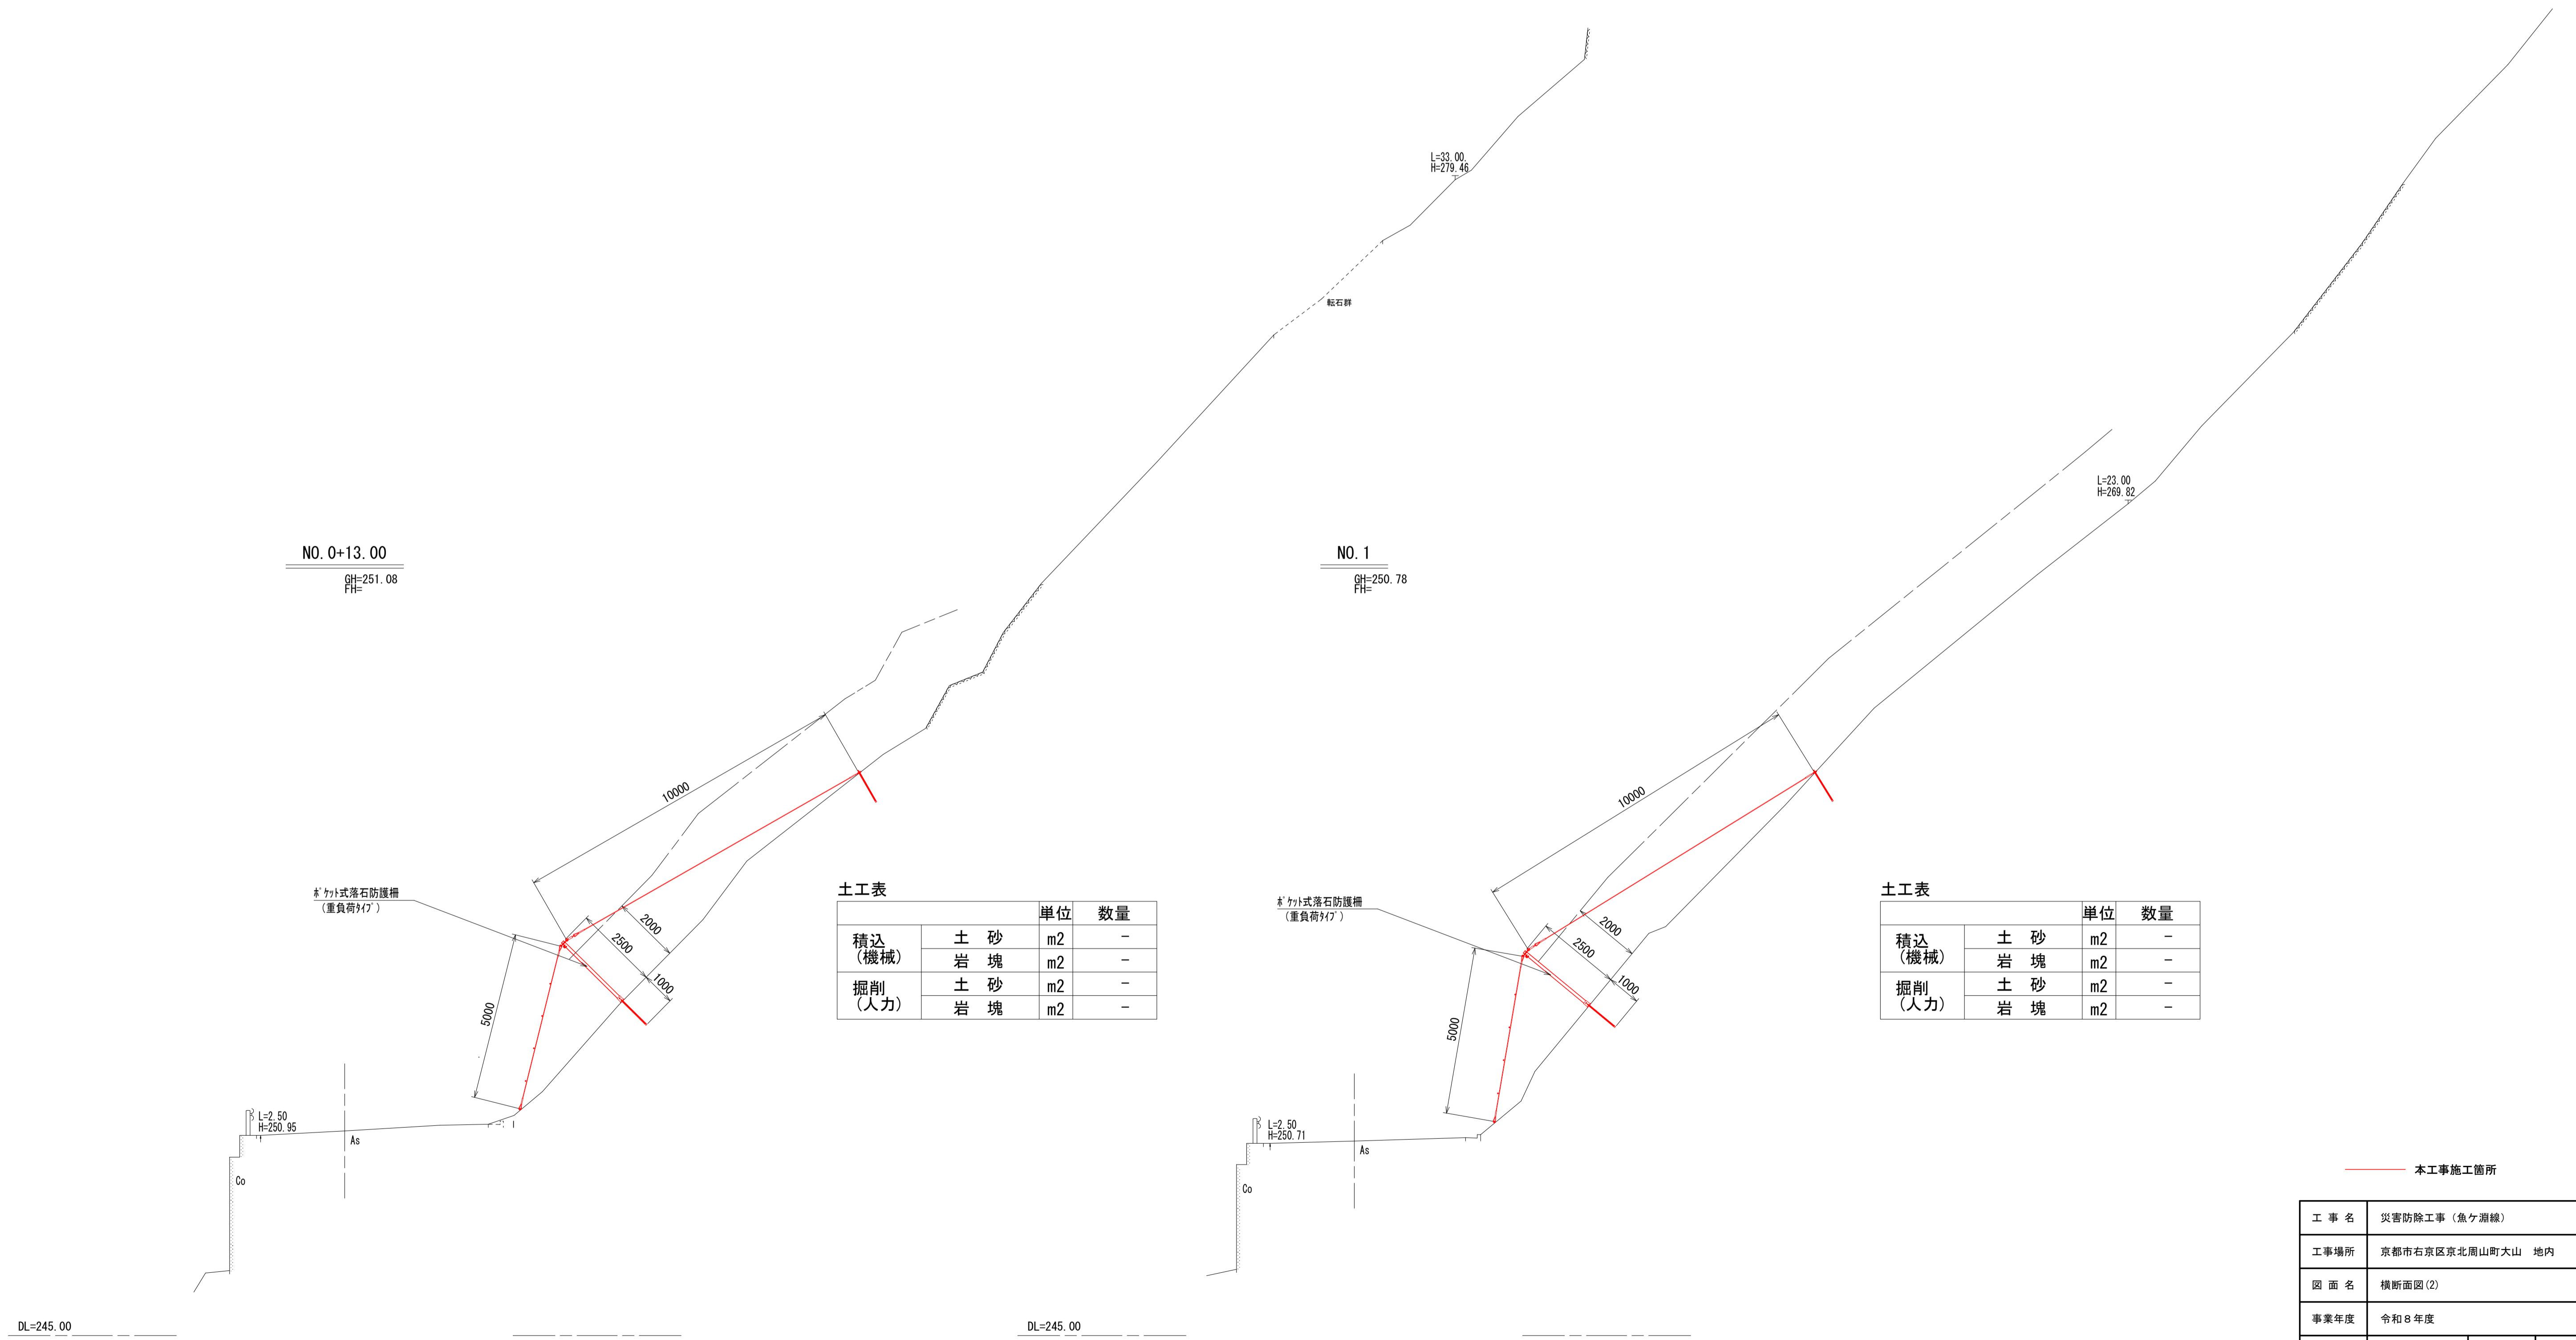 L=33.00.
H=279.46
転石群
NO.0+13.00
GH=251.08
FH=
10000
2000
2500
1000
5000
ポケット式落石防護柵
（重負荷タイプ）
土工表
単位 数量
積込（機械） 土 砂 m2 －
岩 塊 m2 －
掘削（人力） 土 砂 m2 －
岩 塊 m2 －
L=2.50
H=250.95
As
Co
DL=245.00
L=23.00
H=269.82
NO.1
GH=250.78
FH=
10000
2000
2500
1000
5000
ポケット式落石防護柵
（重負荷タイプ）
土工表
単位 数量
積込（機械） 土 砂 m2 －
岩 塊 m2 －
掘削（人力） 土 砂 m2 －
岩 塊 m2 －
L=2.50
H=250.71
As
Co
DL=245.00
本工事施工箇所
工 事 名 災害防除工事（魚ケ淵線）
工事場所 京都市右京区京北周山町大山 地内
図 面 名 横断面図(2)
事業年度 令和８年度